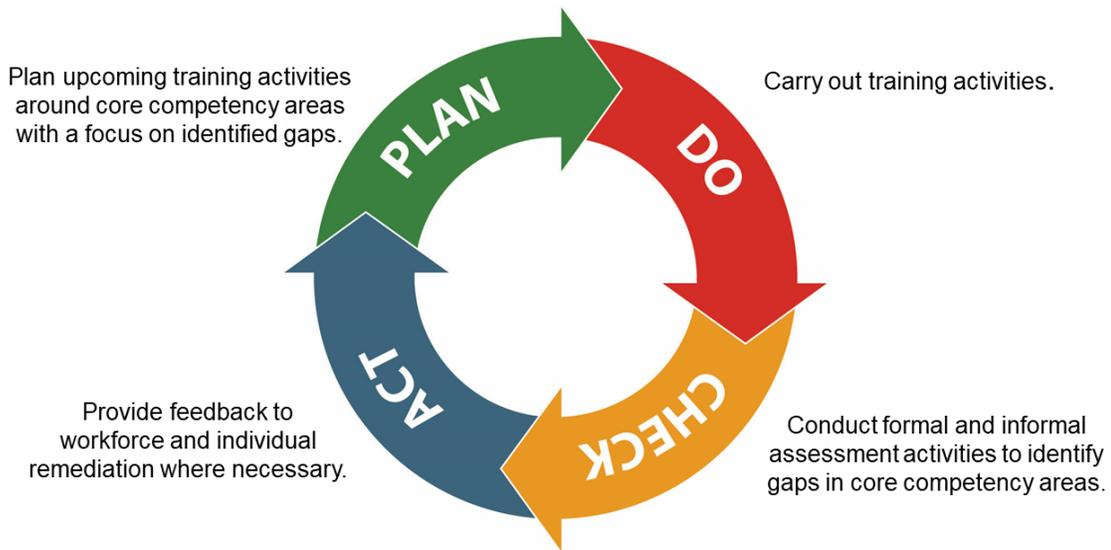 Plan upcoming training activities
around core competency areas
with a focus on identified gaps.
PLAN
DO
Carry out training activities.
CHECK
Conduct formal and informal
assessment activities to identify
gaps in core competency areas.
ACT
Provide feedback to
workforce and individual
remediation where necessary.